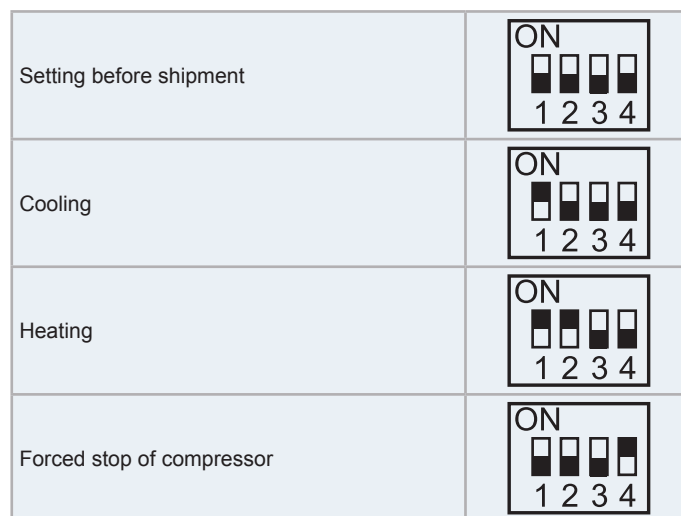 Setting before shipment
ON
1 2 3 4
Cooling
ON
1 2 3 4
Heating
ON
1 2 3 4
Forced stop of compressor
ON
1 2 3 4